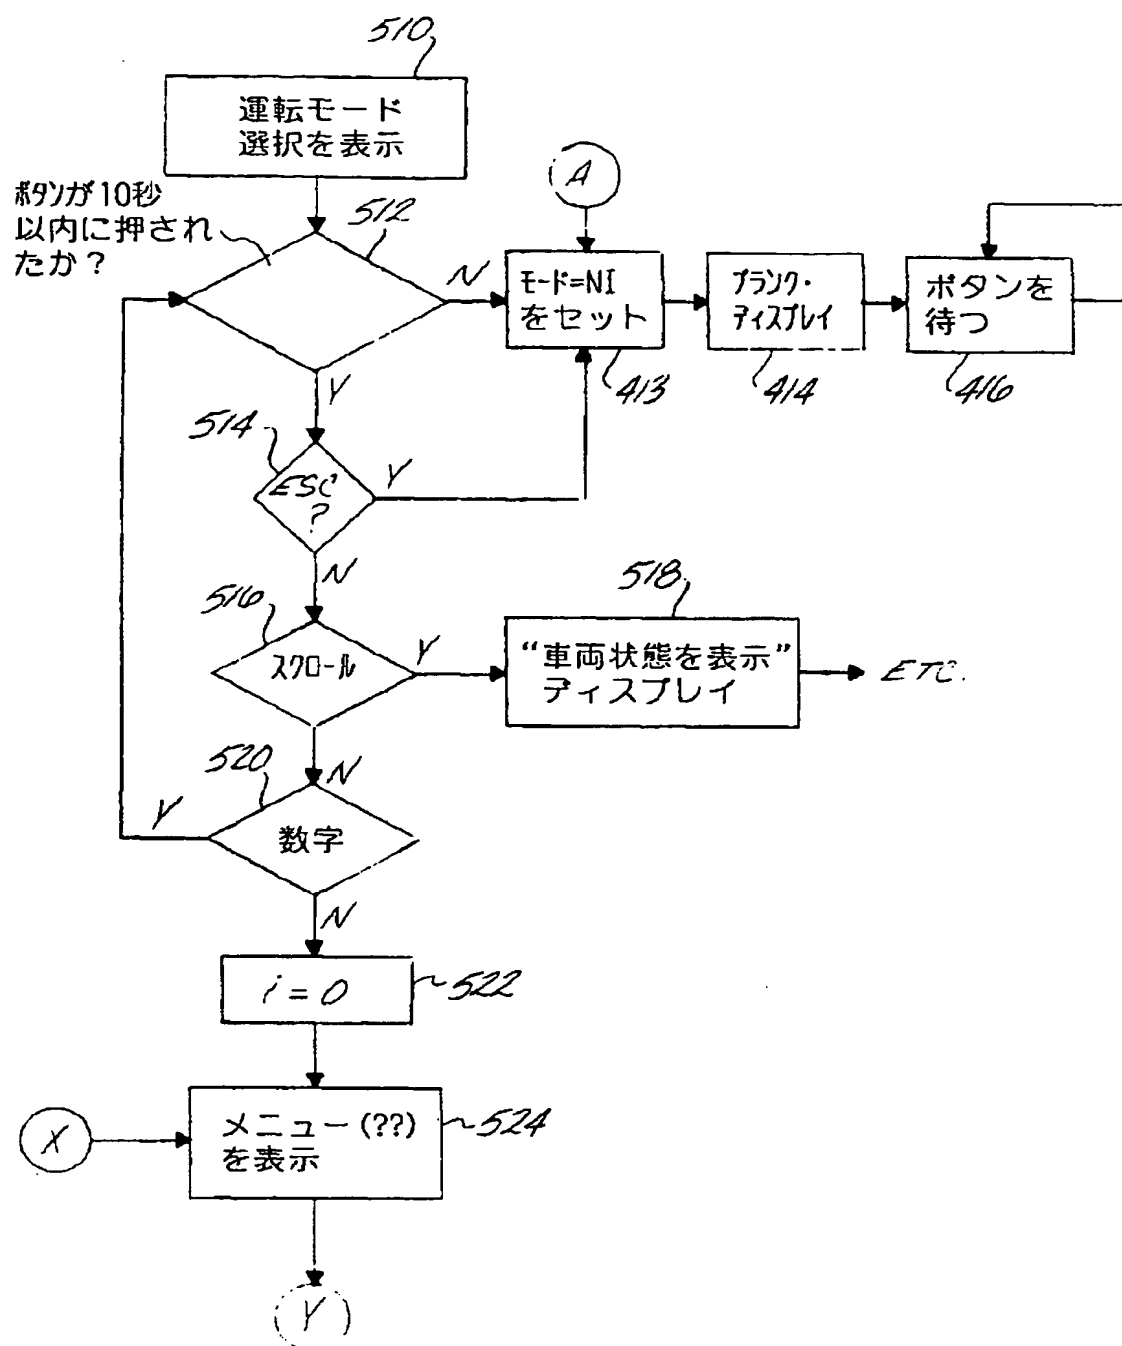 510
運転モード
選択を表示
A
ボタンが10秒
以内に押され
たか？
512
N
モード=NI
をセット
413
ブランク・
ディスプレイ
414
ボタンを
待つ
416
Y
514
ESC
?
Y
N
516
スクロール
Y
518
“車両状態を表示”
ディスプレイ
ETC.
N
520
数字
Y
N
i = 0
522
X
メニュー(??)
を表示
524
Y